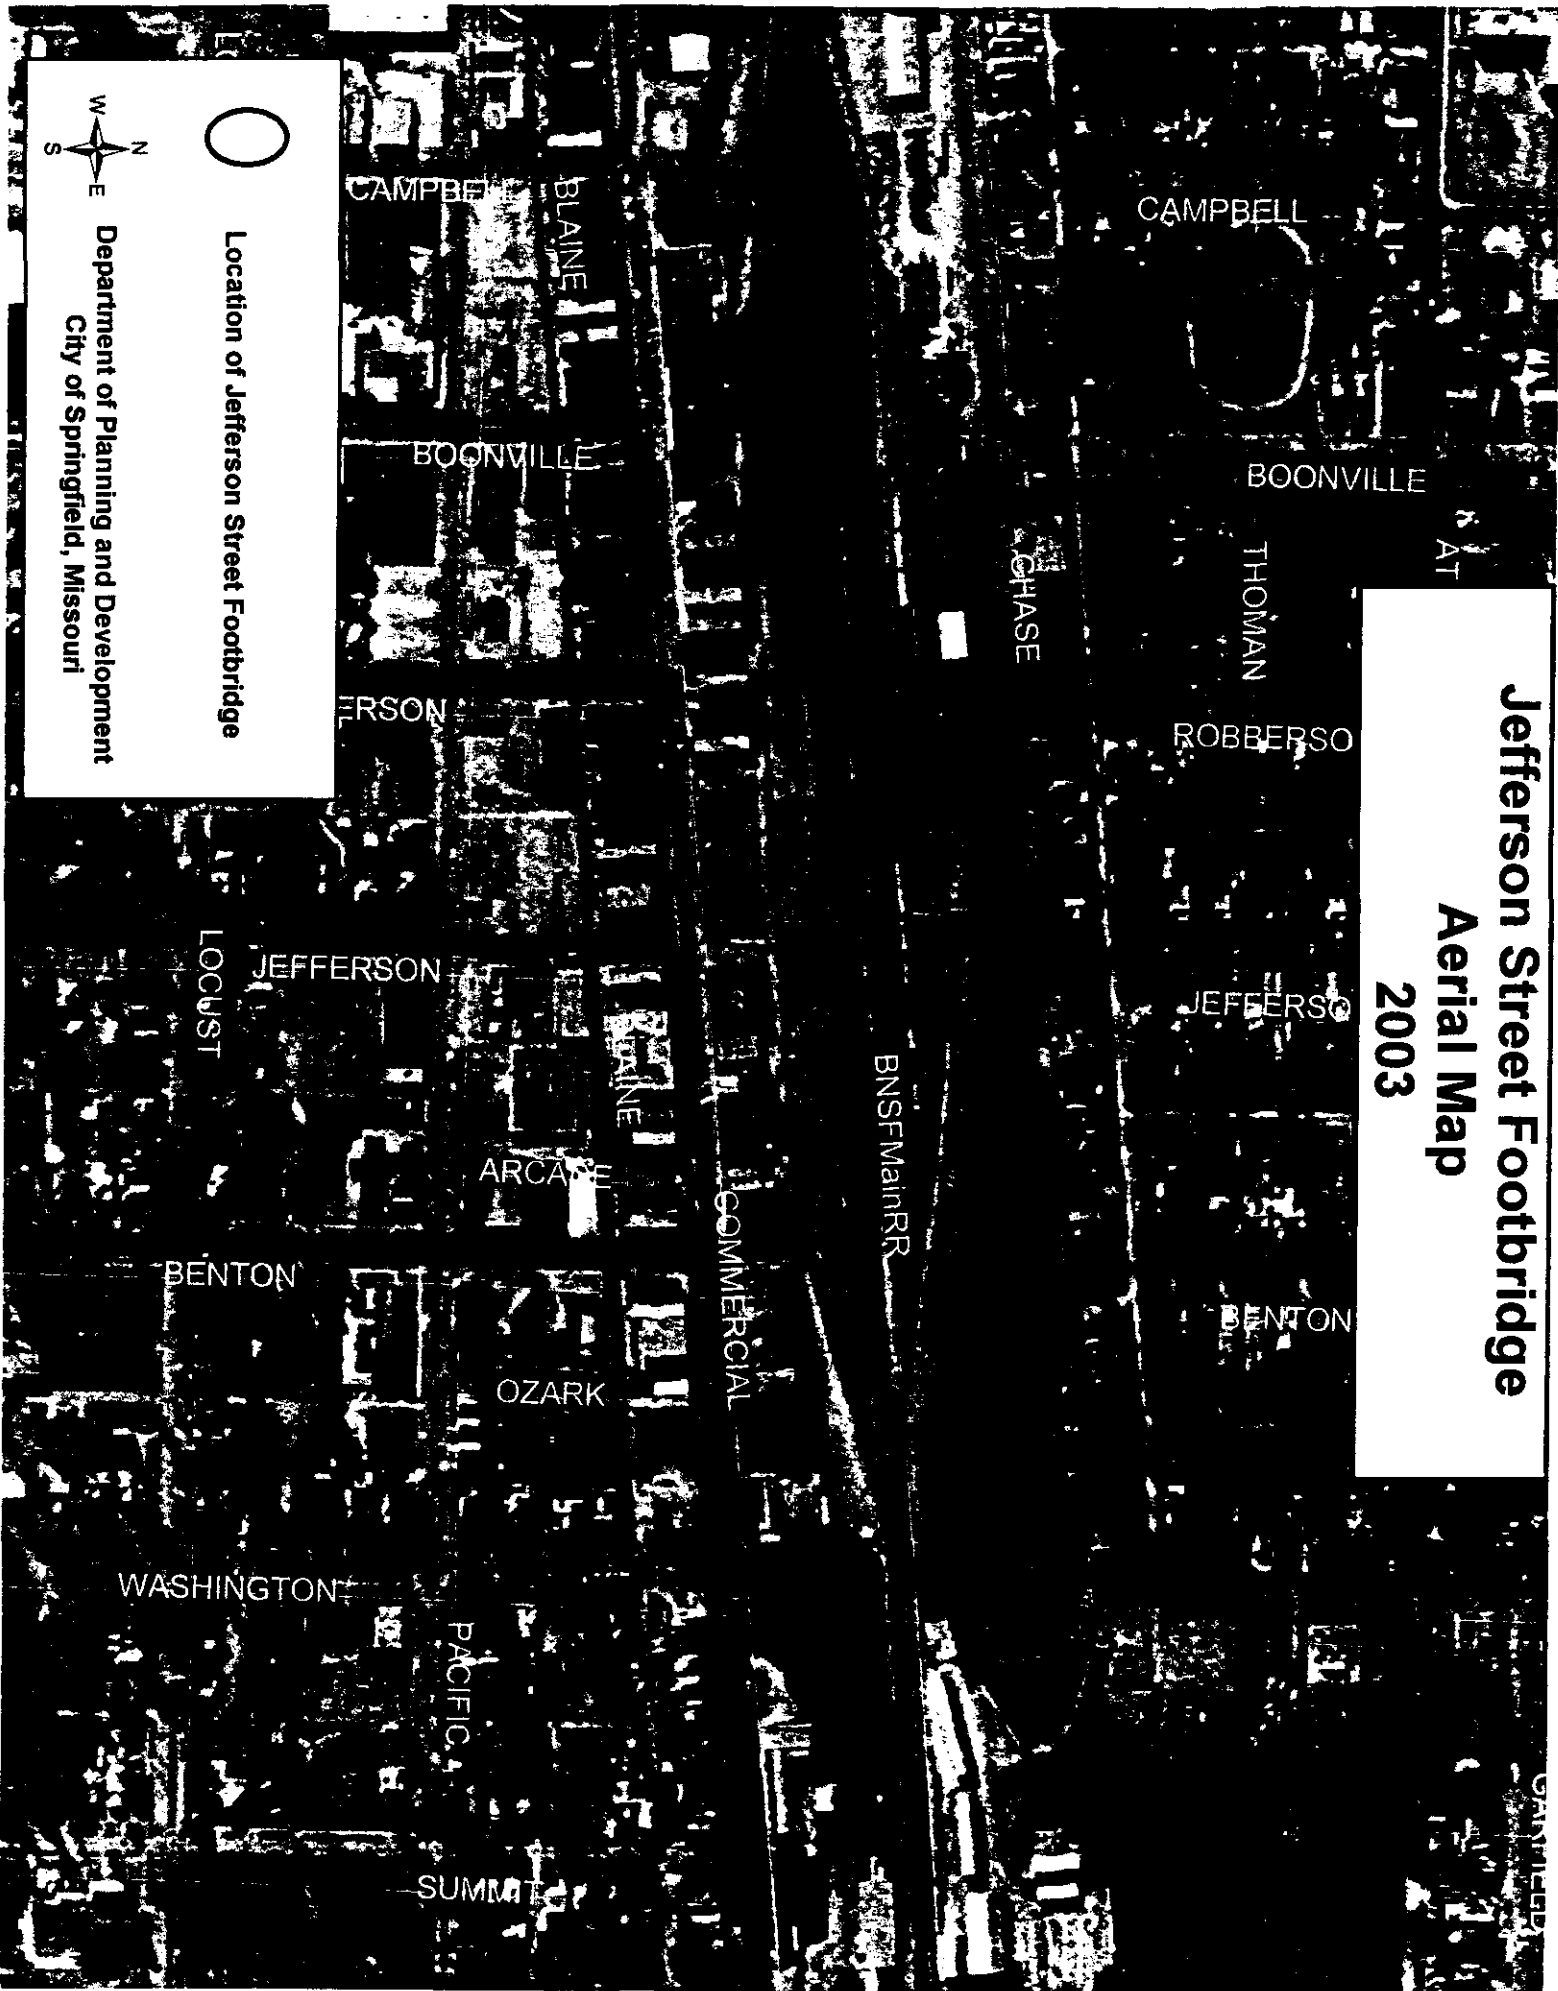 Jefferson Street Footbridge
Aerial Map
2003
CAMPBELL
BOONVILLE
THOMAN
CHASE
ROBBERSO
JEFFERSO
BENTON
BNSFMainRR
COMMERCIAL
CAMPBELL
BLAINE
BOONVILLE
ERSON
JEFFERSON
LOCUST
ARCADE
BENTON
OZARK
WASHINGTON
PACIFIC
SUMMIT
Location of Jefferson Street Footbridge
N
W
E
S
Department of Planning and Development
City of Springfield, Missouri